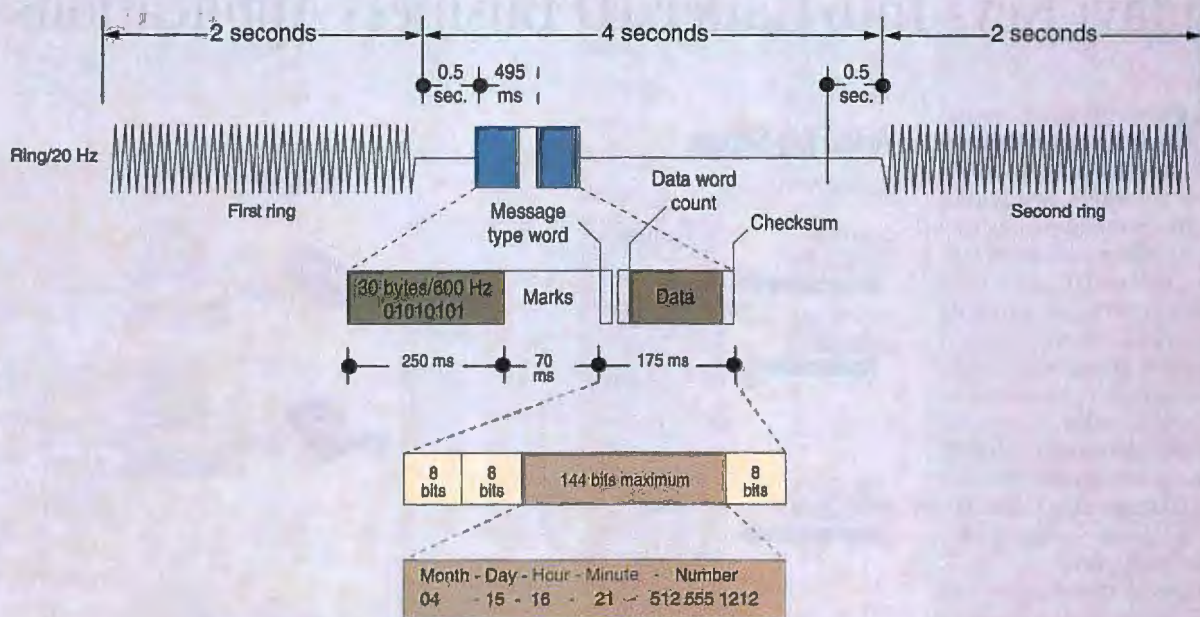 2 seconds
4 seconds
2 seconds
0.5
sec.
495
ms
0.5
sec.
Ring/20 Hz
First ring
Second ring
Message
type word
Data word
count
Checksum
30 bytes/600 Hz
01010101
Marks
Data
250 ms
70
ms
175 ms
8
bits
8
bits
144 bits maximum
8
bits
Month - Day - Hour - Minute - Number
04 - 15 - 16 - 21 - 512 555 1212